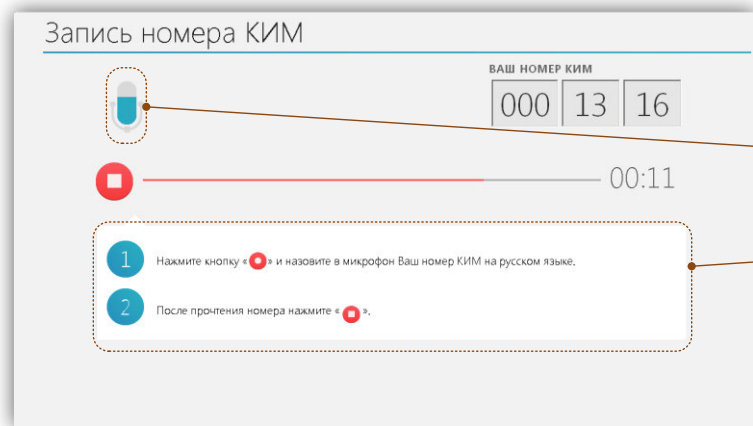 Запись номера КИМ
ВАШ НОМЕР КИМ
000 13 16
00:11
1 Нажмите кнопку « » и назовите в микрофон Ваш номер КИМ на русском языке.
2 После прочтения номера нажмите « ».